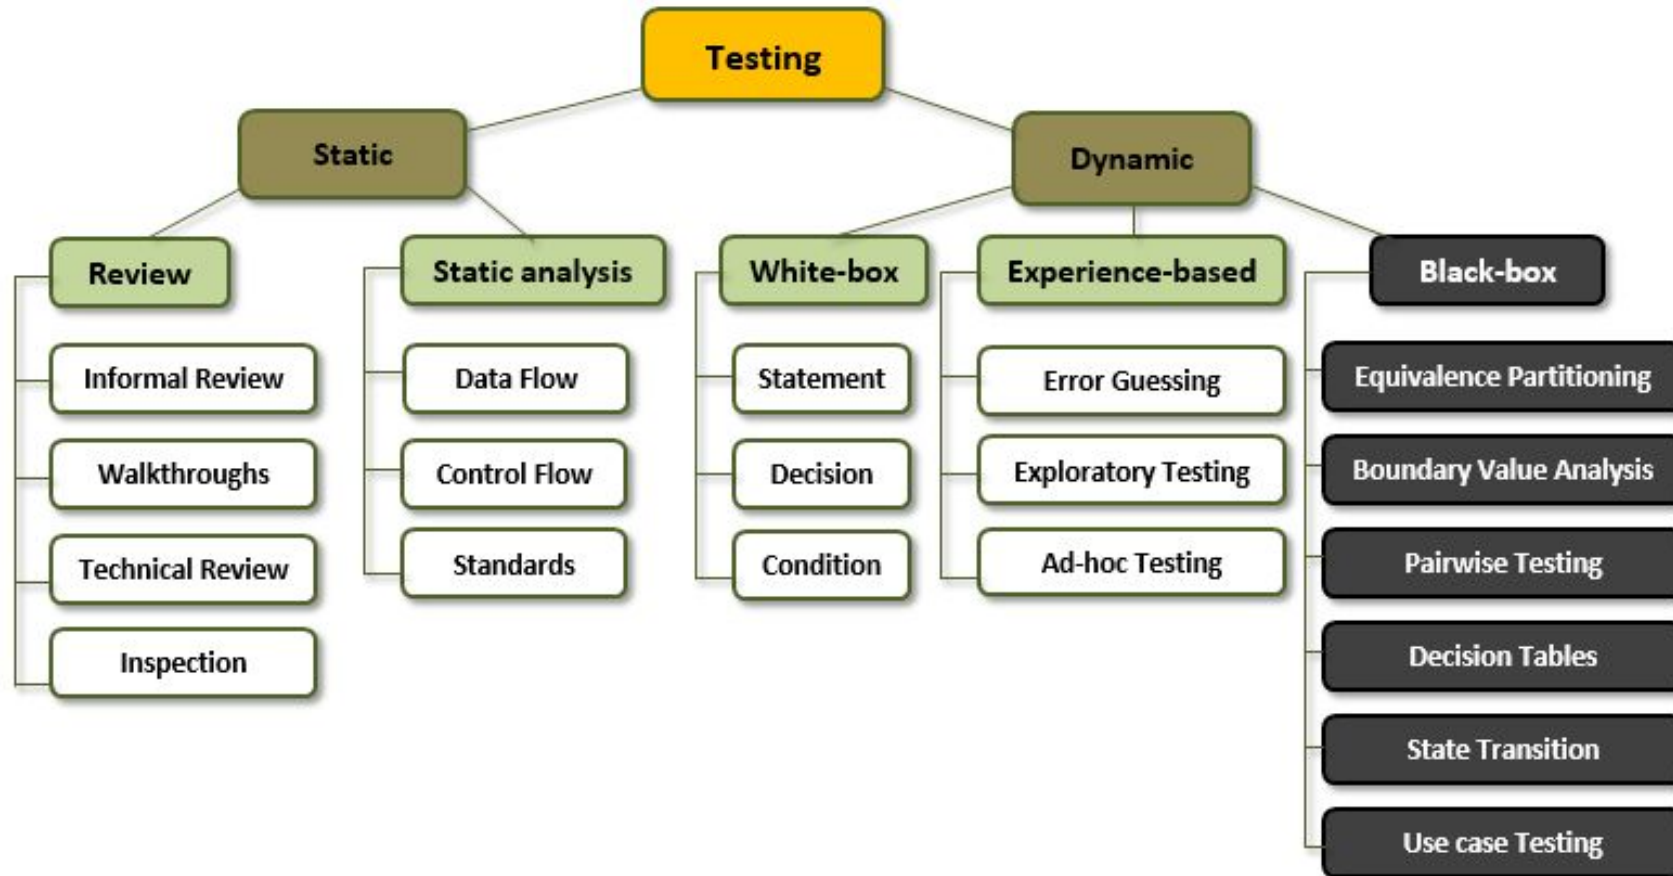 Testing
Static
Dynamic
Review
Static analysis
White-box
Experience-based
Black-box
Informal Review
Walkthroughs
Technical Review
Inspection
Data Flow
Control Flow
Standards
Statement
Decision
Condition
Error Guessing
Exploratory Testing
Ad-hoc Testing
Equivalence Partitioning
Boundary Value Analysis
Pairwise Testing
Decision Tables
State Transition
Use case Testing